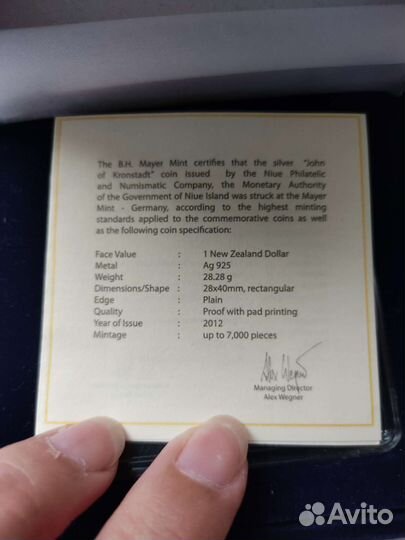 The B.H. Mayer Mint certifies that the silver "John
of Kronstadt" coin issued by the Niue Philatelic
and Numismatic Company, the Monetary Authority
of the Government of Niue Island was struck at the Mayer
Mint - Germany, according to the highest minting
standards applied to the commemorative coins as well
as the following coin specification:
Face Value : 1 New Zealand Dollar
Metal : Ag 925
Weight : 28.28 g
Dimensions/Shape : 28x40mm, rectangular
Edge : Plain
Quality : Proof with pad printing
Year of Issue : 2012
Mintage : up to 7,000 pieces
Alex Wegner
Managing Director
Alex Wegner
Avito